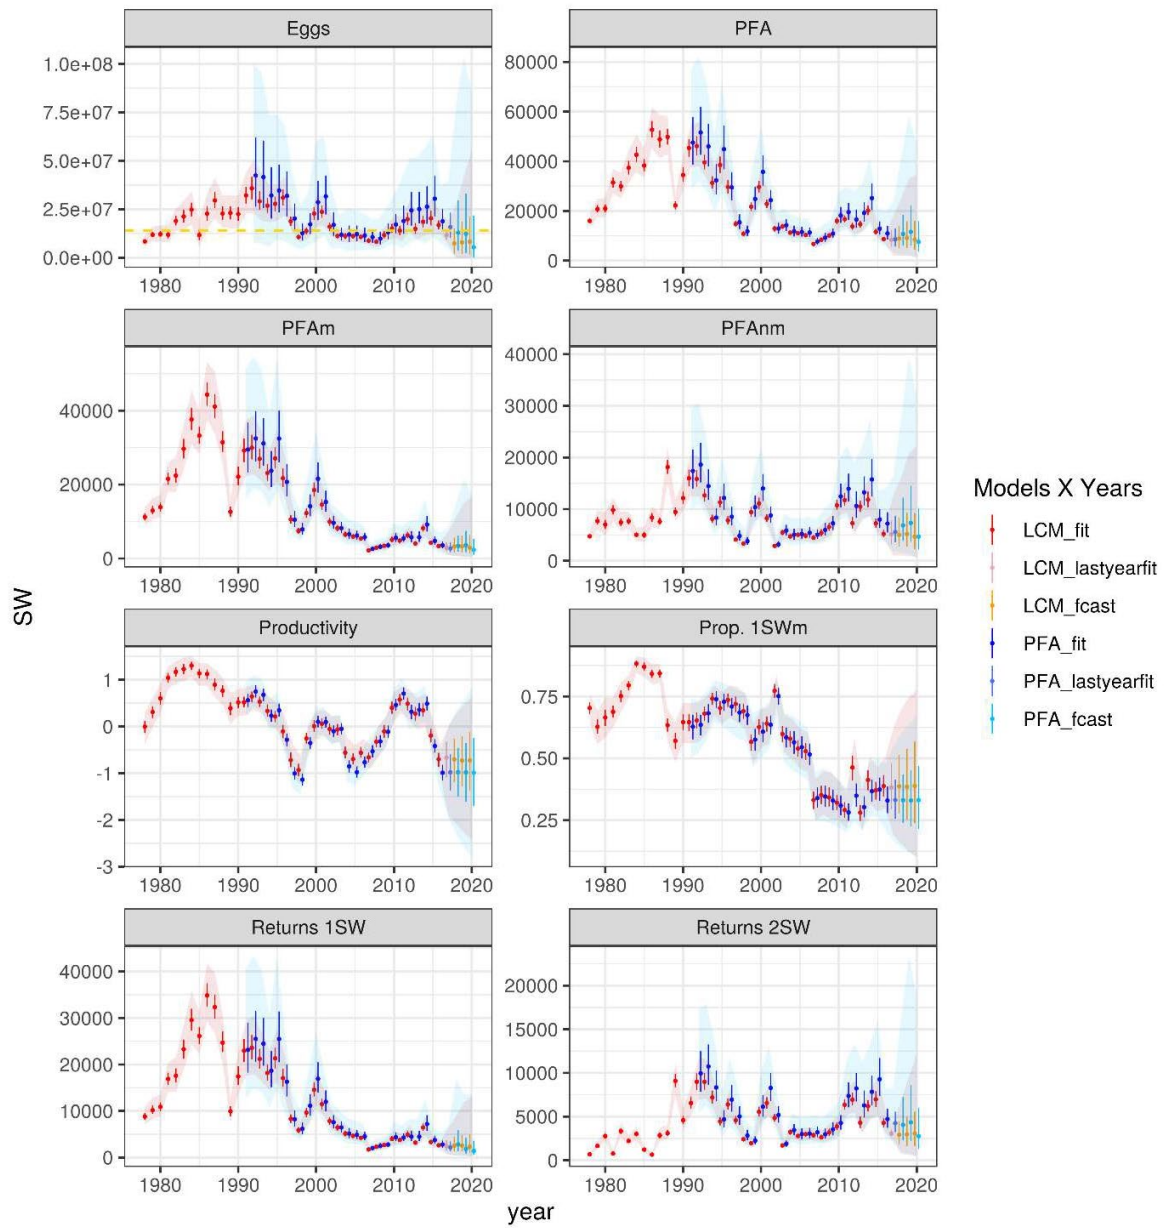 Eggs
PFA
1.0e+08
7.5e+07
5.0e+07
2.5e+07
0.0e+00
80000
60000
40000
20000
0
1980 1990 2000 2010 2020
1980 1990 2000 2010 2020
PFAm
PFAnm
40000
20000
0
40000
30000
20000
10000
0
1980 1990 2000 2010 2020
1980 1990 2000 2010 2020
Productivity
Prop. 1SWm
1
0
-1
-2
-3
0.75
0.50
0.25
1980 1990 2000 2010 2020
1980 1990 2000 2010 2020
Returns 1SW
Returns 2SW
40000
30000
20000
10000
0
20000
15000
10000
5000
0
1980 1990 2000 2010 2020
1980 1990 2000 2010 2020
SW
year
Models X Years
LCM_fit
LCM_lastyearfit
LCM_fcast
PFA_fit
PFA_lastyearfit
PFA_fcast